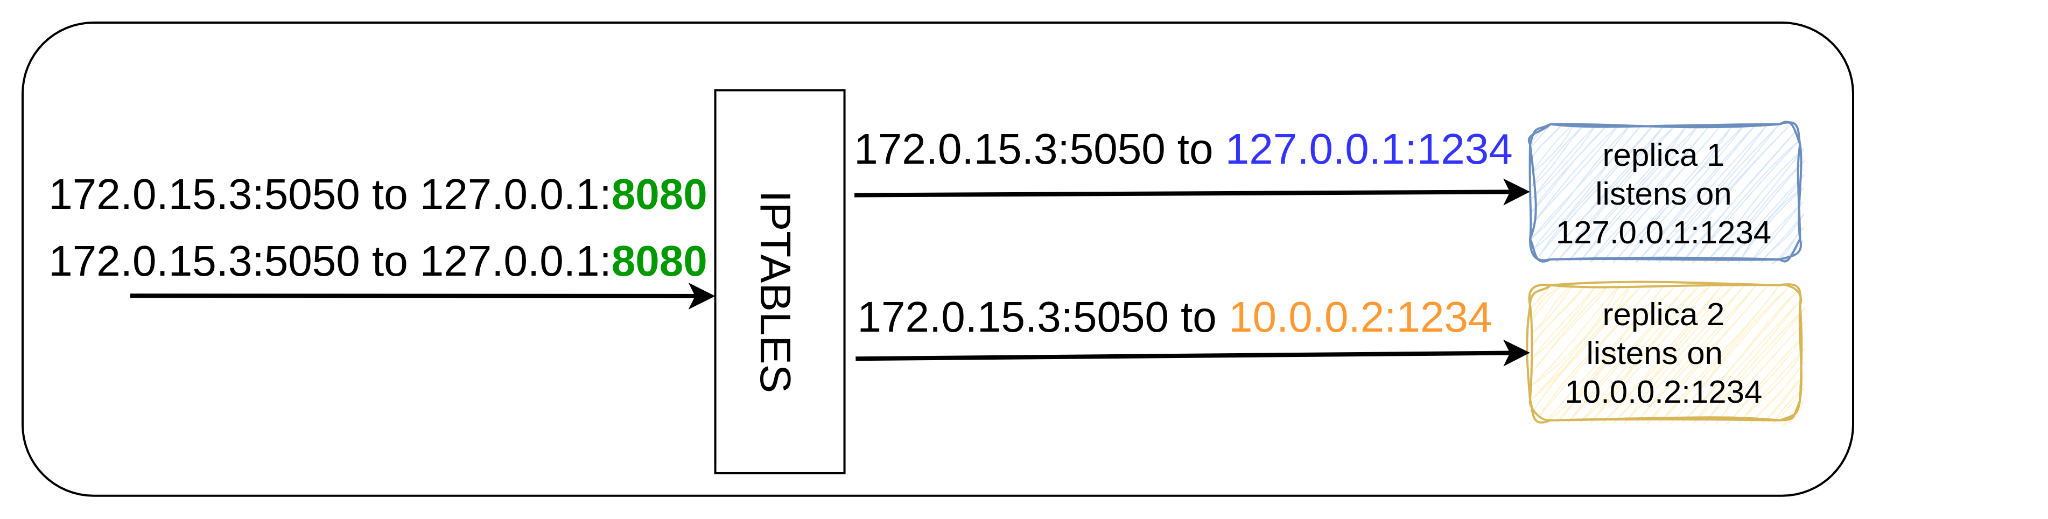 172.0.15.3:5050 to 127.0.0.1:8080
172.0.15.3:5050 to 127.0.0.1:8080
IPTABLES
172.0.15.3:5050 to 127.0.0.1:1234
172.0.15.3:5050 to 10.0.0.2:1234
replica 1
listens on
127.0.0.1:1234
replica 2
listens on
10.0.0.2:1234